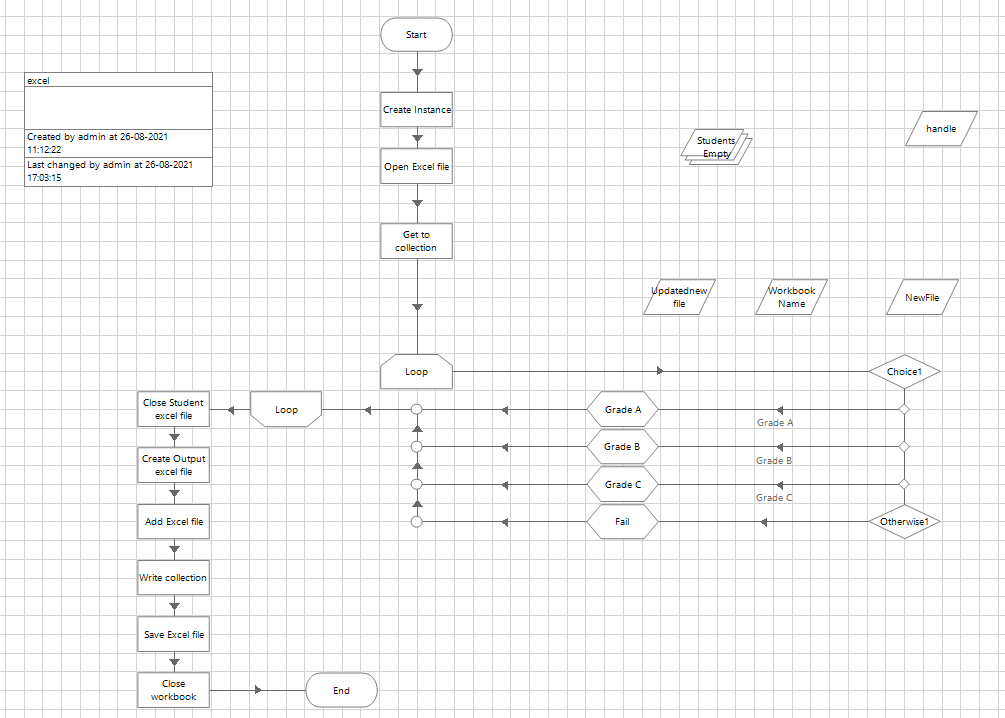 Start
excel
Created by admin at 26-08-2021
11:12:22
Last changed by admin at 26-08-2021
17:03:15
Create Instance
Open Excel file
Get to
collection
Students
Empty
handle
Updatednew
file
Workbook
Name
NewFile
Loop
Choice1
Close Student
excel file
Loop
Grade A
Grade A
Create Output
excel file
Grade B
Grade B
Grade C
Grade C
Add Excel file
Fail
Otherwise1
Write collection
Save Excel file
Close
workbook
End